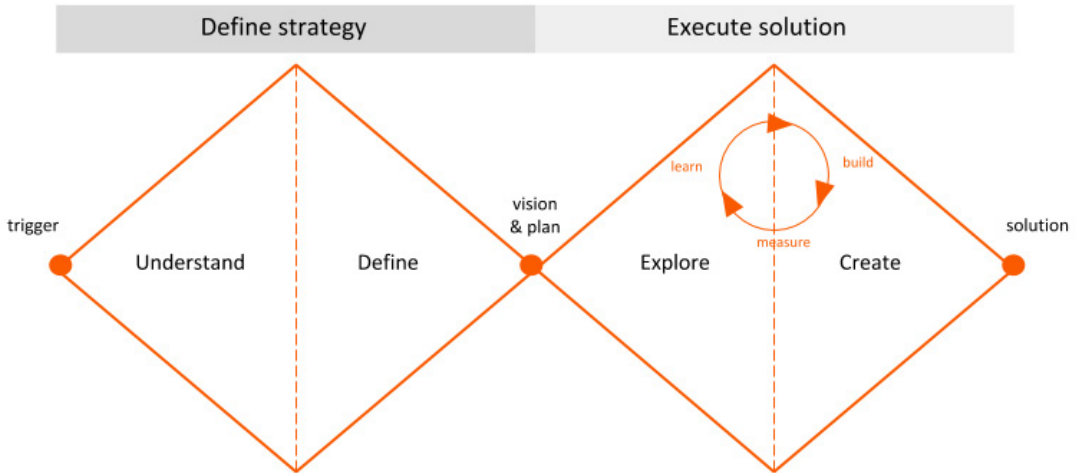 Define strategy
Execute solution
learn
build
vision
& plan
trigger
solution
measure
Understand
Define
Explore
Create